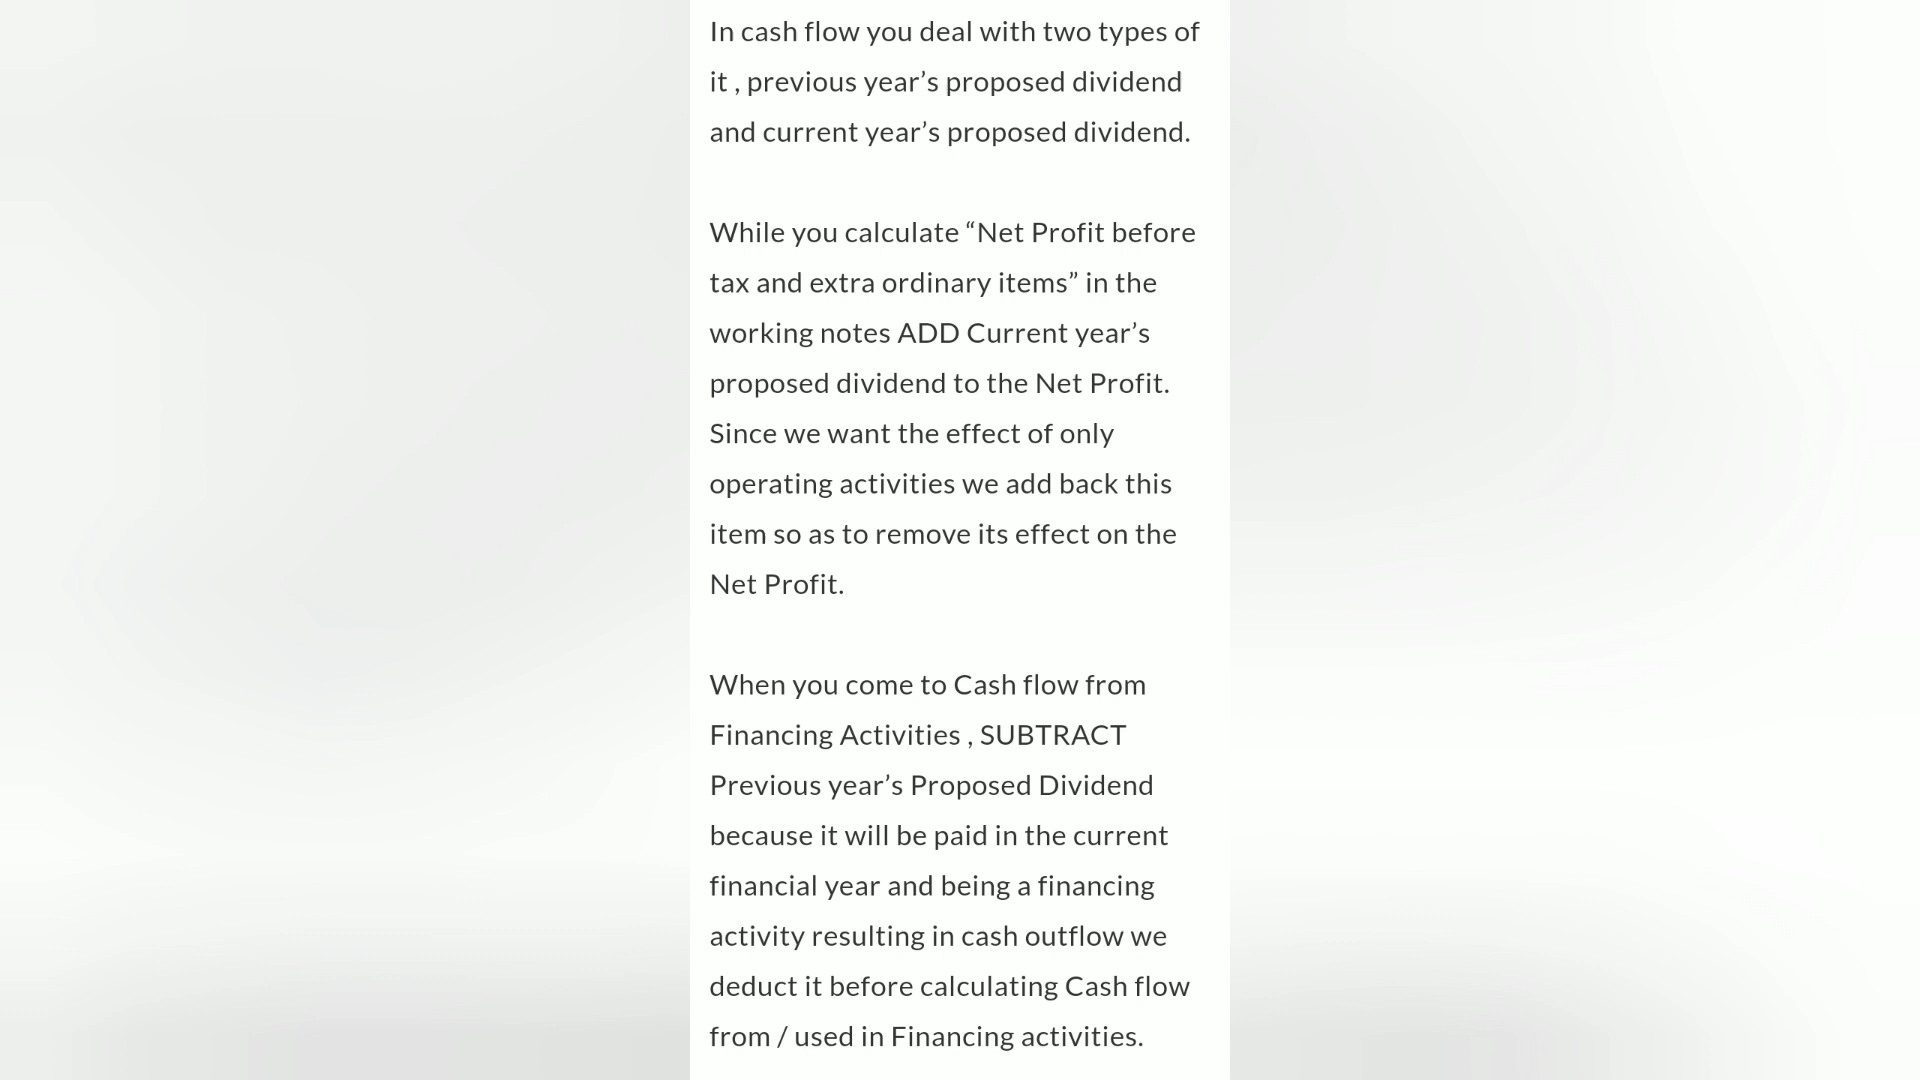 In cash flow you deal with two types of
it , previous year’s proposed dividend
and current year’s proposed dividend.
While you calculate “Net Profit before
tax and extra ordinary items” in the
working notes ADD Current year’s
proposed dividend to the Net Profit.
Since we want the effect of only
operating activities we add back this
item so as to remove its effect on the
Net Profit.
When you come to Cash flow from
Financing Activities , SUBTRACT
Previous year’s Proposed Dividend
because it will be paid in the current
financial year and being a financing
activity resulting in cash outflow we
deduct it before calculating Cash flow
from / used in Financing activities.